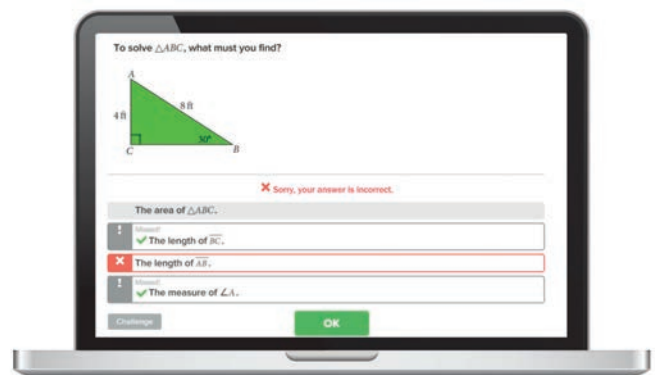 To solve △ABC, what must you find?
A
4 ft
8 ft
30°
C
B
Sorry, your answer is incorrect.
The area of △ABC.
! Missed!
The length of BC.
The length of AB.
! Missed!
The measure of ∠A.
Challenge
OK